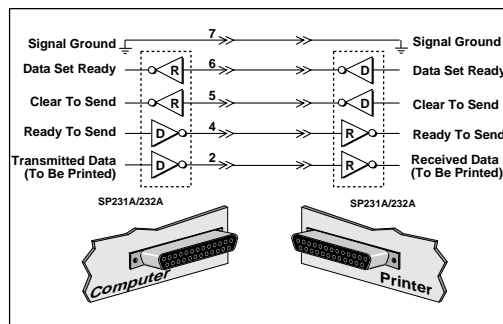 Signal Ground 7 Signal Ground
Data Set Ready R 6 D Data Set Ready
Clear To Send R 5 D Clear To Send
Ready To Send D 4 R Ready To Send
Transmitted Data D 2 R Received Data
(To Be Printed) (To Be Printed)
SP231A/232A SP231A/232A
Computer Printer